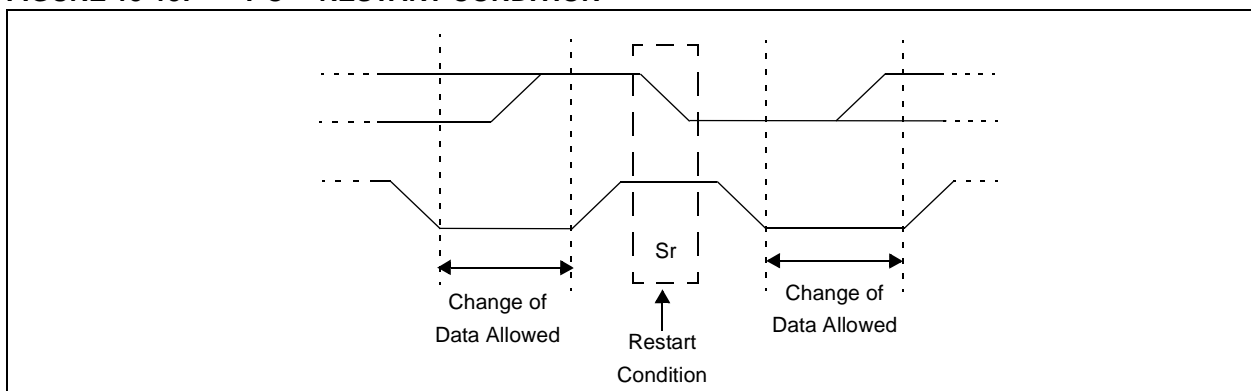 Sr
Change of
Data Allowed
Restart
Condition
Change of
Data Allowed